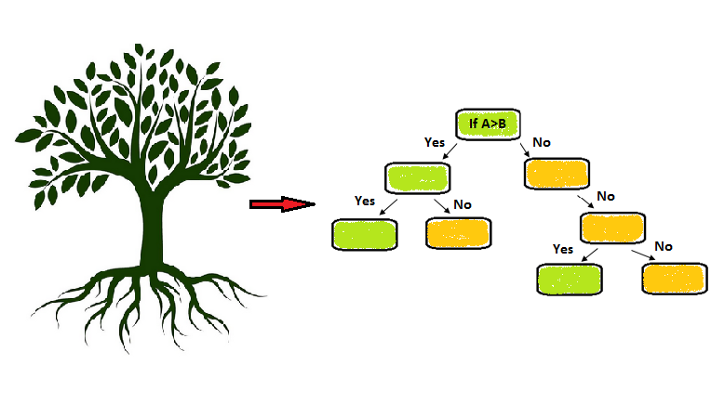 If A>B
Yes
No
Yes
No
No
Yes
No